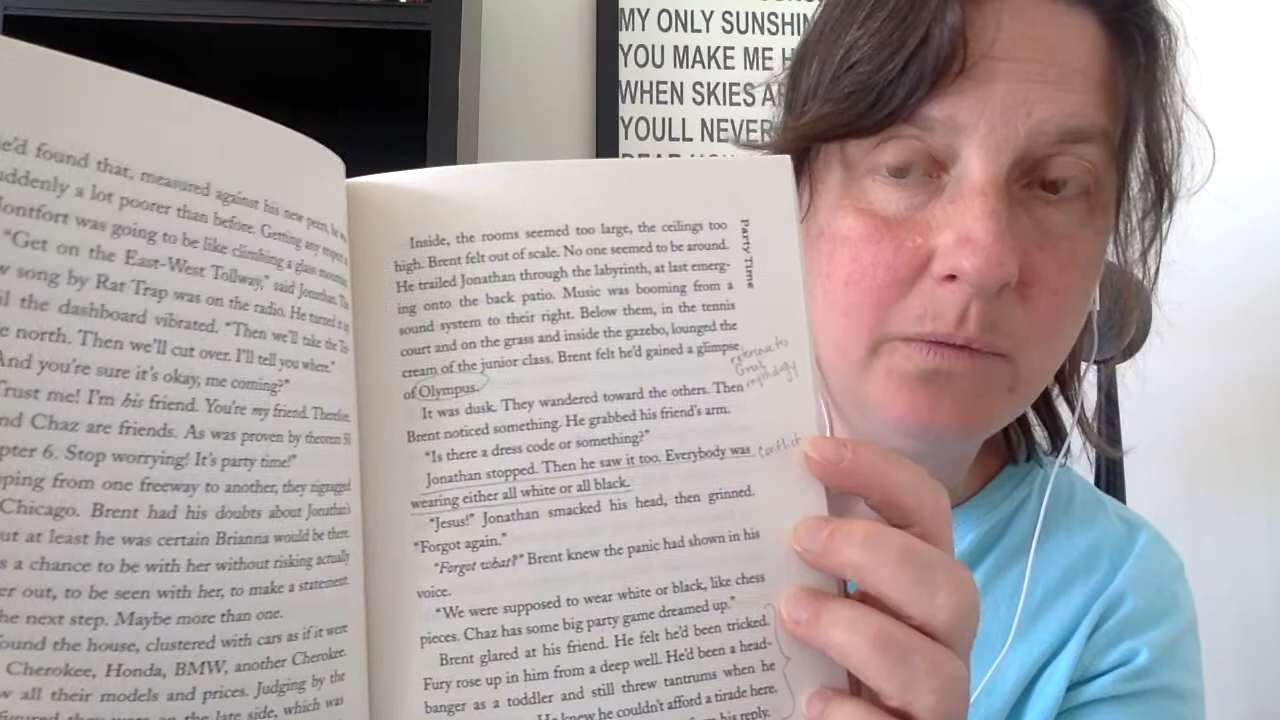 MY ONLY SUNSHIN
YOU MAKE ME H
WHEN SKIES AR
YOULL NEVER
e'd found that, measured against his new peers, he was
uddenly a lot poorer than before. Getting any respect
Montfort was going to be like climbing a glass mountain.
"Get on the East-West Tollway," said Jonathan. The
w song by Rat Trap was on the radio. He turned it
il the dashboard vibrated. "Then we'll take the
e north. Then we'll cut over. I'll tell you where."
And you're sure it's okay, me coming?"
Trust me! I'm his friend. You're my friend. Therefore,
nd Chaz are friends. As was proven by theorem 50
pter 6. Stop worrying! It's party time!"
ping from one freeway to another, they zigzagged
Chicago. Brent had his doubts about Jonathan's
ut at least he was certain Brianna would be there.
s a chance to be with her without risking actually
er out, to be seen with her, to make a statement.
he next step. Maybe more than one.
ound the house, clustered with cars as if it were
Cherokee, Honda, BMW, another Cherokee.
w all their models and prices. Judging by the
on the late side, which was
Party Time
Inside, the rooms seemed too large, the ceilings too
high. Brent felt out of scale. No one seemed to be around.
He trailed Jonathan through the labyrinth, at last emerg-
ing onto the back patio. Music was booming from a
sound system to their right. Below them, in the tennis
court and on the grass and inside the gazebo, lounged the
cream of the junior class. Brent felt he'd gained a glimpse
of Olympus.
reference to
Greek
mythology
It was dusk. They wandered toward the others. Then
Brent noticed something. He grabbed his friend's arm.
"Is there a dress code or something?"
Jonathan stopped. Then he saw it too. Everybody was
conflict
wearing either all white or all black.
"Jesus!" Jonathan smacked his head, then grinned.
"Forgot again."
"Forgot what?" Brent knew the panic had shown in his
voice.
"We were supposed to wear white or black, like chess
pieces. Chaz has some big party game dreamed up."
Brent glared at his friend. He felt he'd been tricked.
Fury rose up in him from a deep well. He'd been a head-
banger as a toddler and still threw tantrums when he
He knew he couldn't afford a tirade here.
his reply.